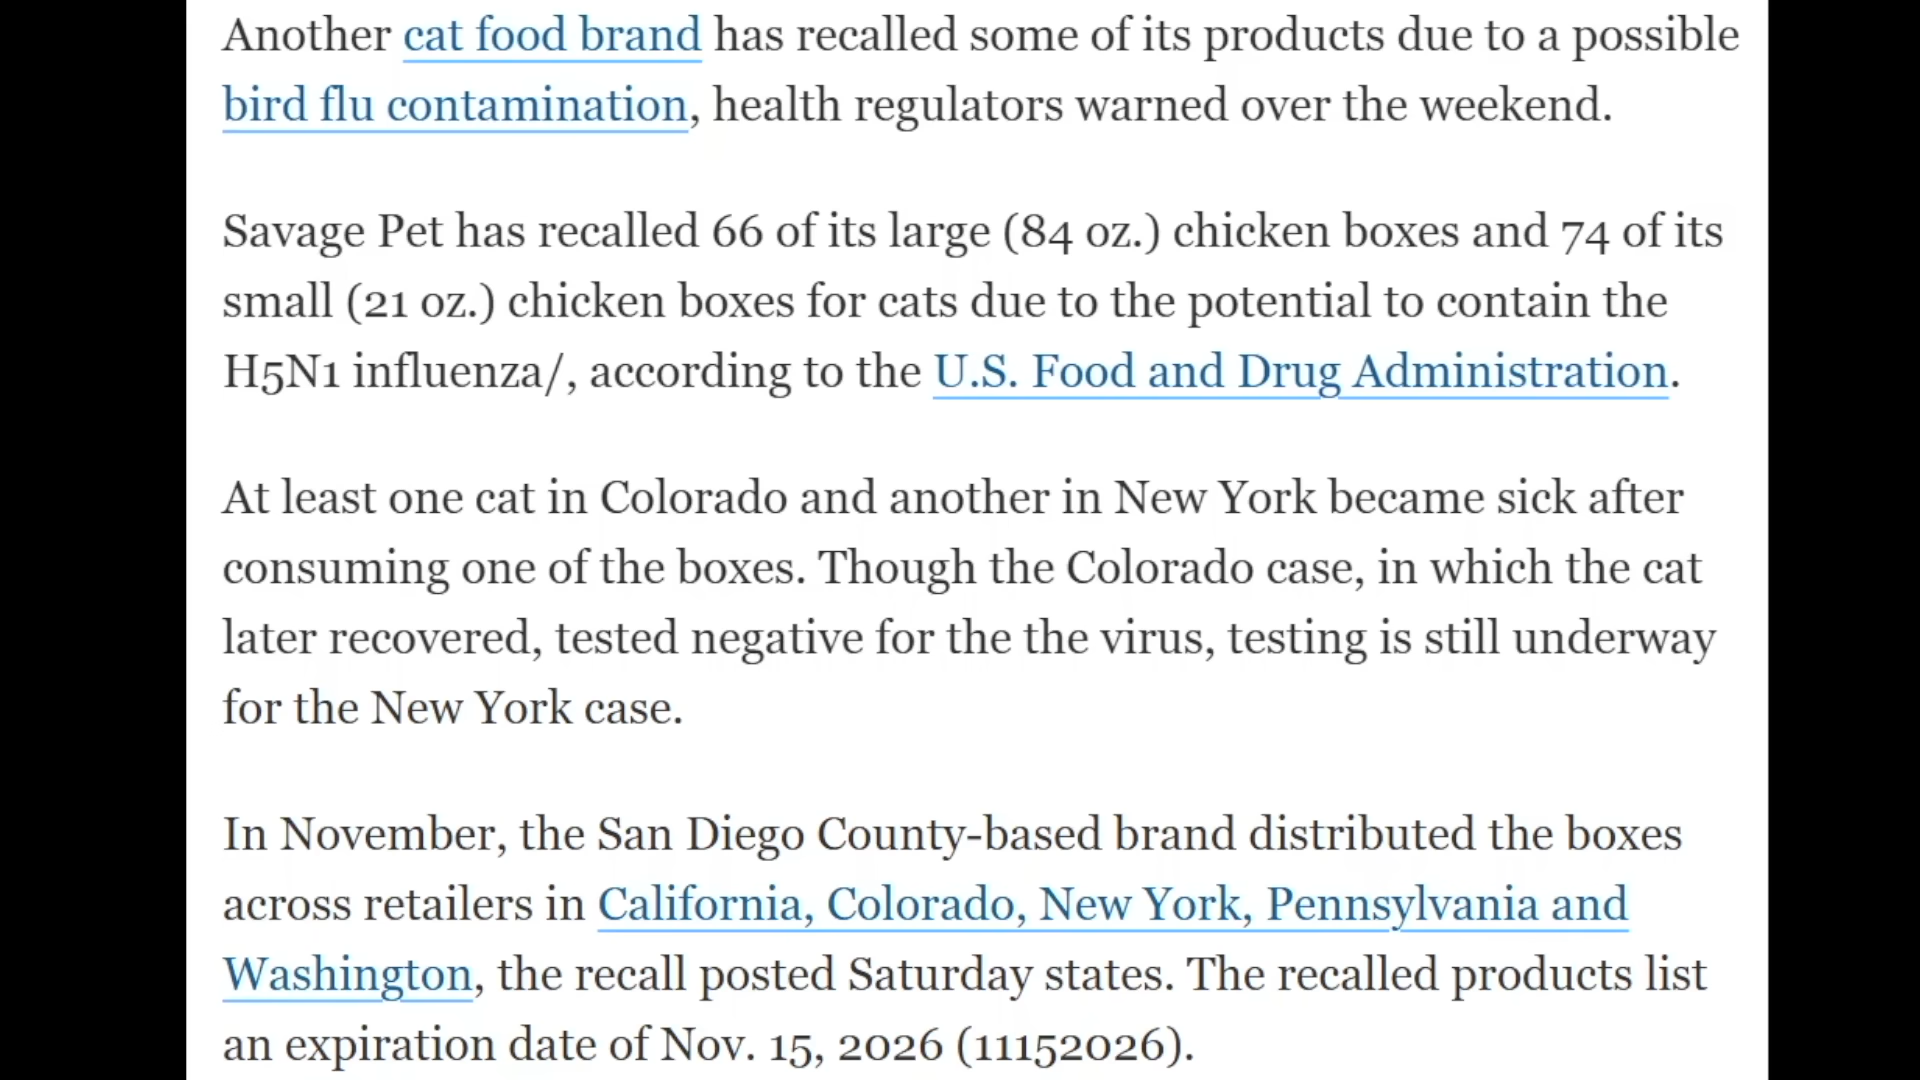 Another cat food brand has recalled some of its products due to a possible
bird flu contamination, health regulators warned over the weekend.
Savage Pet has recalled 66 of its large (84 oz.) chicken boxes and 74 of its
small (21 oz.) chicken boxes for cats due to the potential to contain the
H5N1 influenza/, according to the U.S. Food and Drug Administration.
At least one cat in Colorado and another in New York became sick after
consuming one of the boxes. Though the Colorado case, in which the cat
later recovered, tested negative for the the virus, testing is still underway
for the New York case.
In November, the San Diego County-based brand distributed the boxes
across retailers in California, Colorado, New York, Pennsylvania and
Washington, the recall posted Saturday states. The recalled products list
an expiration date of Nov. 15, 2026 (11152026).